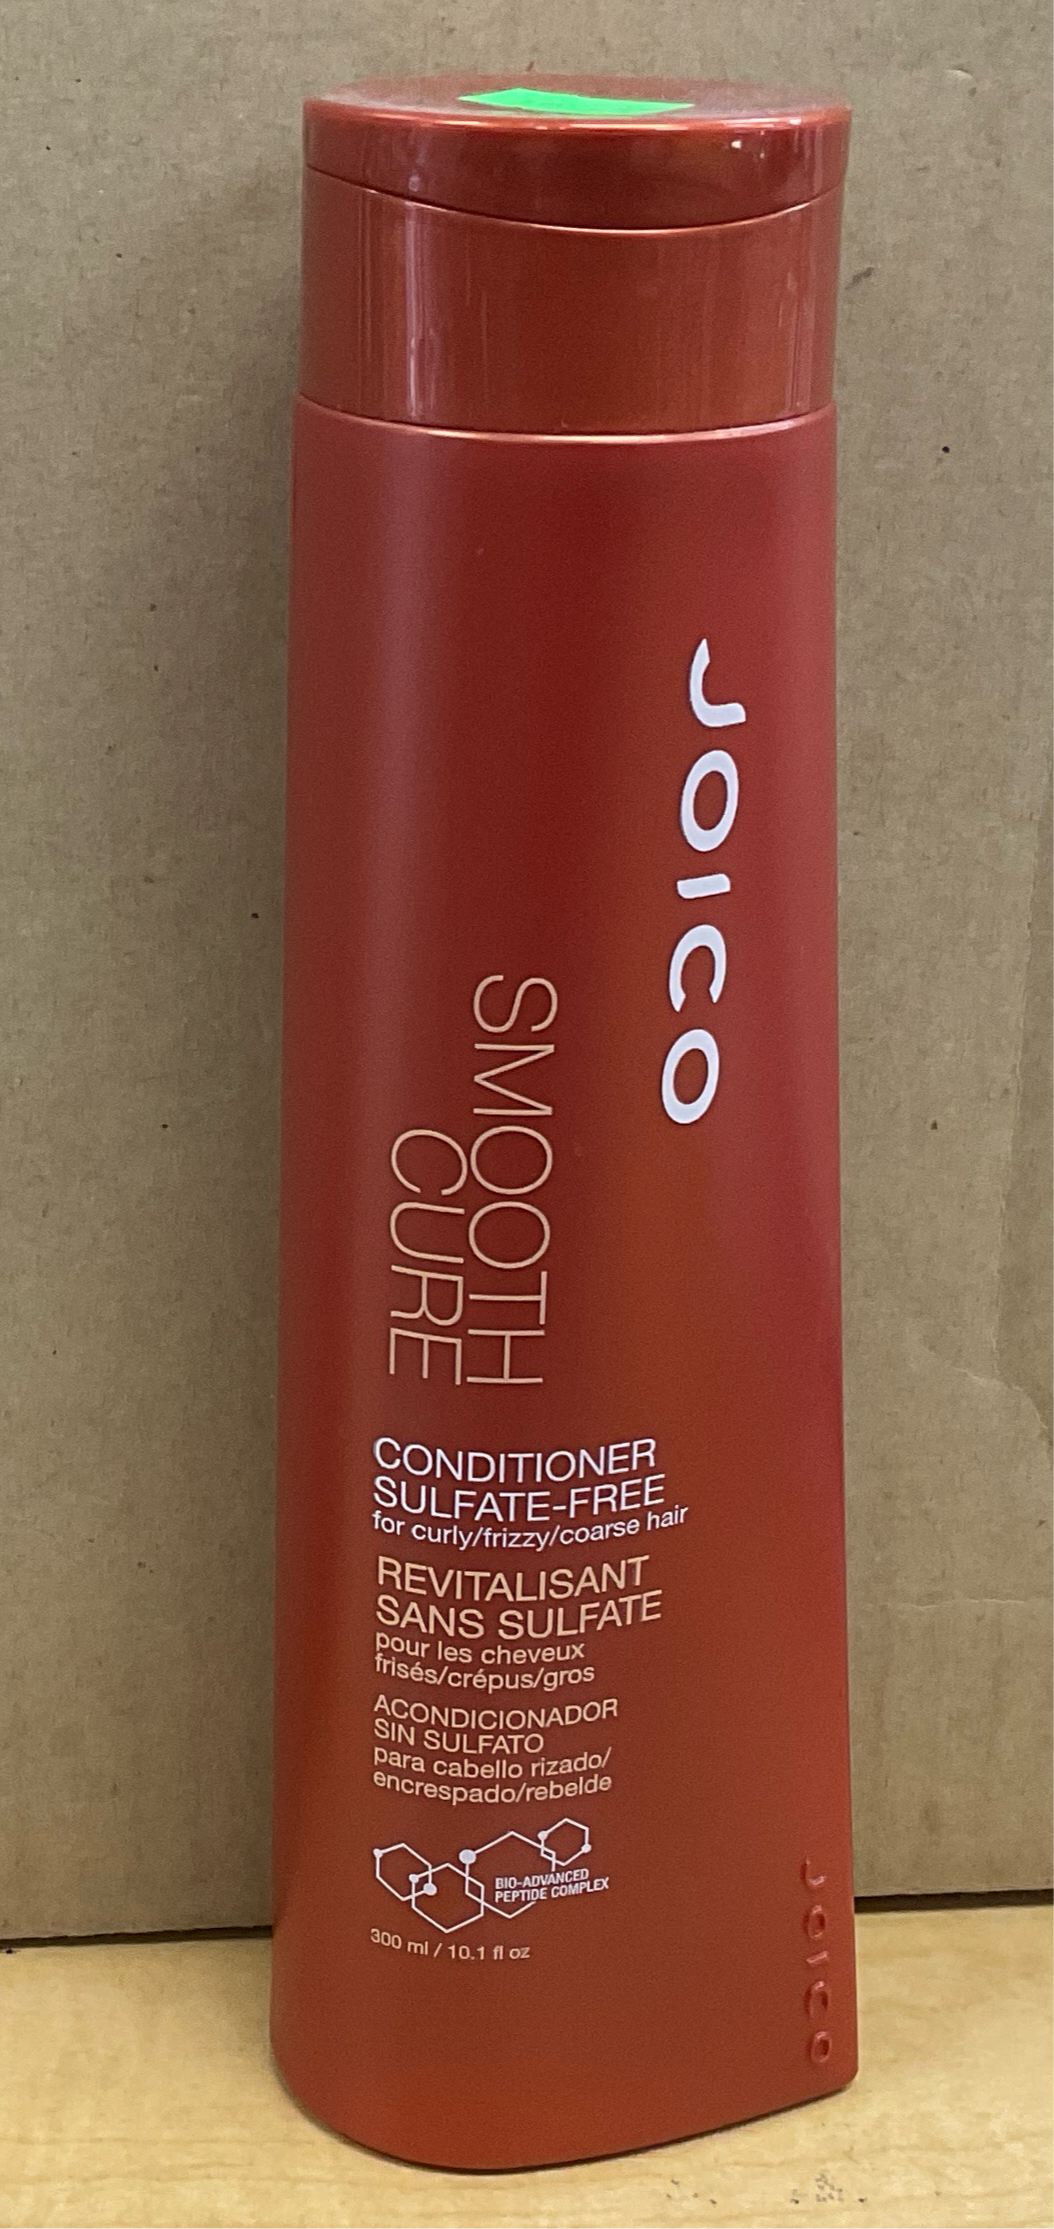 JOICO
SMOOTH
CURE
CONDITIONER
SULFATE-FREE
for curly/frizzy/coarse hair
REVITALISANT
SANS SULFATE
pour les cheveux
frisés/crépus/gros
ACONDICIONADOR
SIN SULFATO
para cabello rizado/
encrespado/rebelde
BIO-ADVANCED
PEPTIDE COMPLEX
300 ml / 10.1 fl oz
JOICO